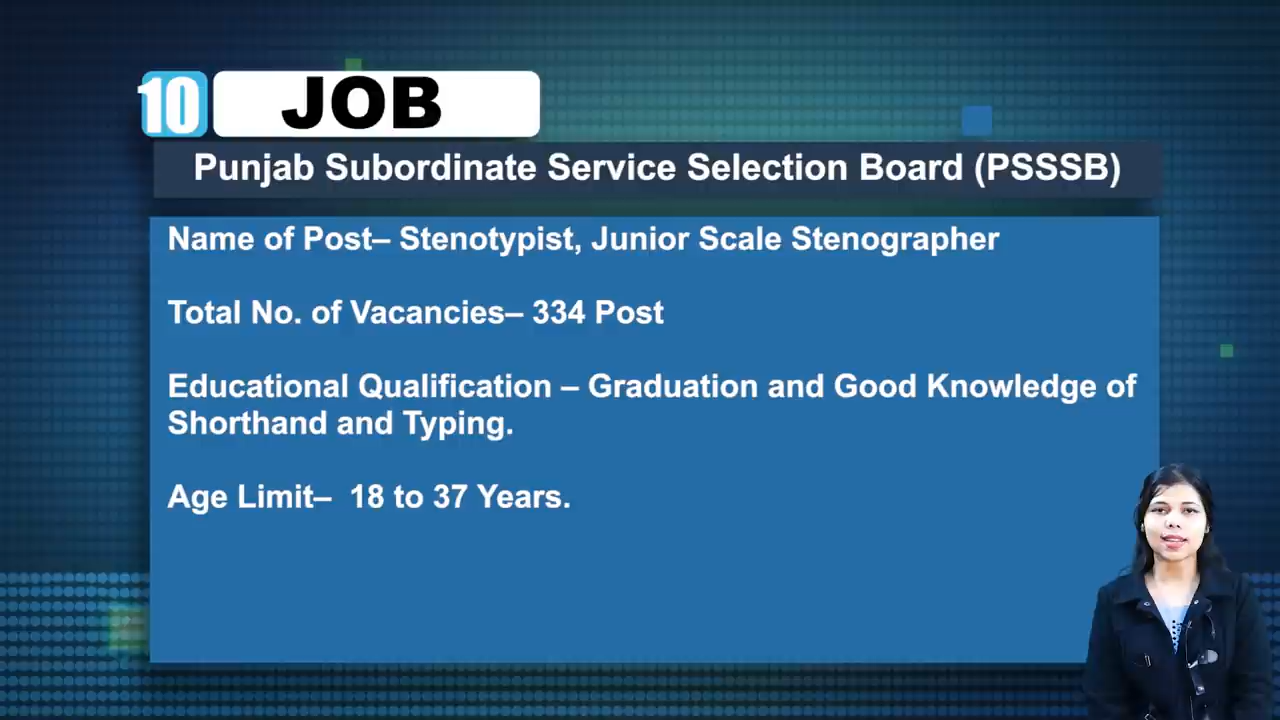 10 JOB
Punjab Subordinate Service Selection Board (PSSSB)
Name of Post– Stenotypist, Junior Scale Stenographer
Total No. of Vacancies– 334 Post
Educational Qualification – Graduation and Good Knowledge of
Shorthand and Typing.
Age Limit–  18 to 37 Years.